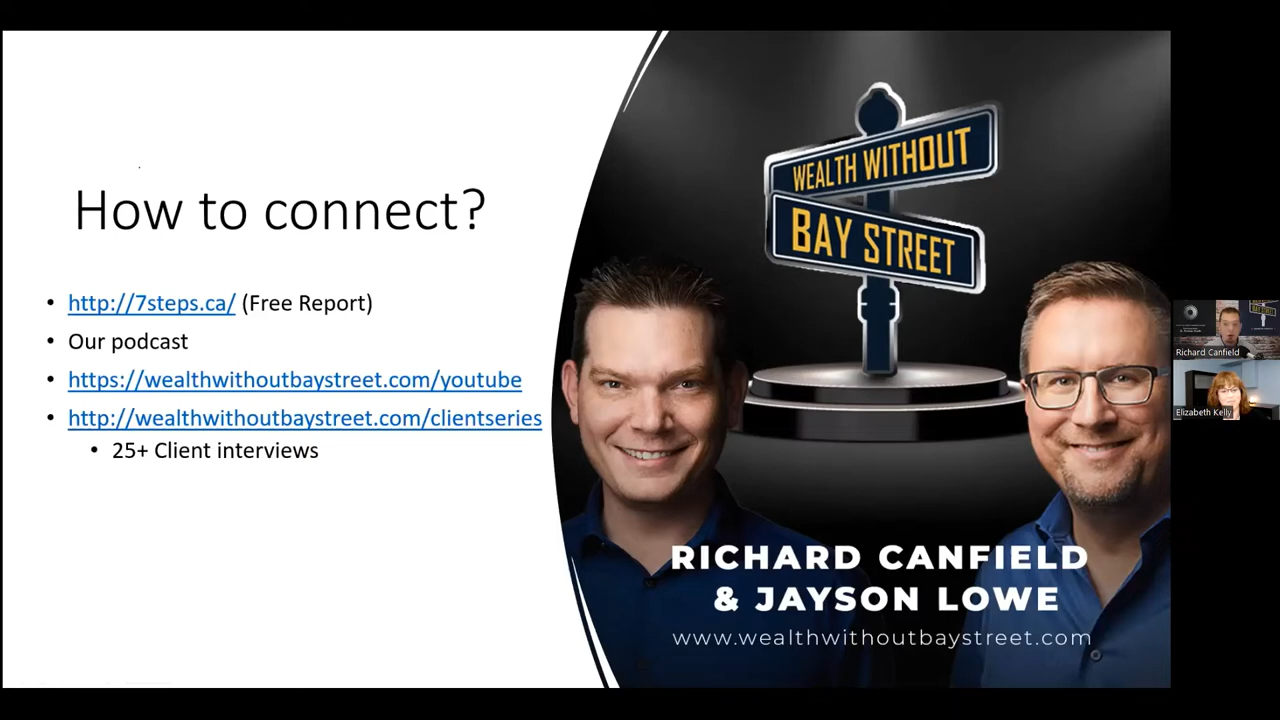 How to connect?
• http://7steps.ca/ (Free Report)
• Our podcast
• https://wealthwithoutbaystreet.com/youtube
• http://wealthwithoutbaystreet.com/clientseries
• 25+ Client interviews
WEALTH WITHOUT
BAY STREET
RICHARD CANFIELD
& JAYSON LOWE
www.wealthwithoutbaystreet.com
Richard Canfield
Elizabeth Kelly